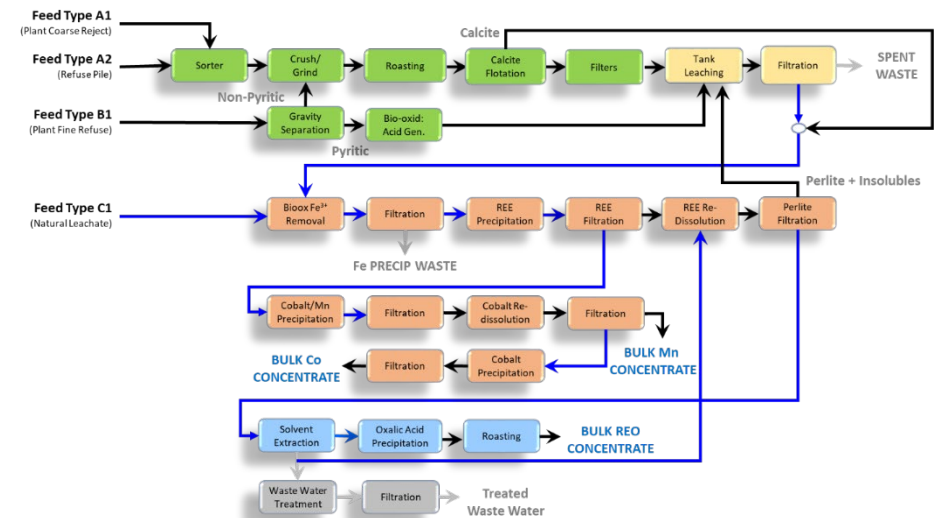 Feed Type A1
(Plant Coarse Reject)
Calcite
Feed Type A2
(Refuse Pile)
Sorter
Crush/
Grind
Roasting
Calcite
Flotation
Filters
Tank
Leaching
Filtration
SPENT
WASTE
Non-Pyritic
Feed Type B1
(Plant Fine Refuse)
Gravity
Separation
Bio-oxid:
Acid Gen.
Pyritic
Perlite + Insolubles
Feed Type C1
(Natural Leachate)
Bioox Fe³⁺
Removal
Filtration
REE
Precipitation
REE
Filtration
REE Re-
Dissolution
Perlite
Filtration
Fe PRECIP WASTE
Cobalt/Mn
Precipitation
Filtration
Cobalt Re-
dissolution
Filtration
BULK Mn
CONCENTRATE
BULK Co
CONCENTRATE
Filtration
Cobalt
Precipitation
Solvent
Extraction
Oxalic Acid
Precipitation
Roasting
BULK REO
CONCENTRATE
Waste Water
Treatment
Filtration
Treated
Waste Water